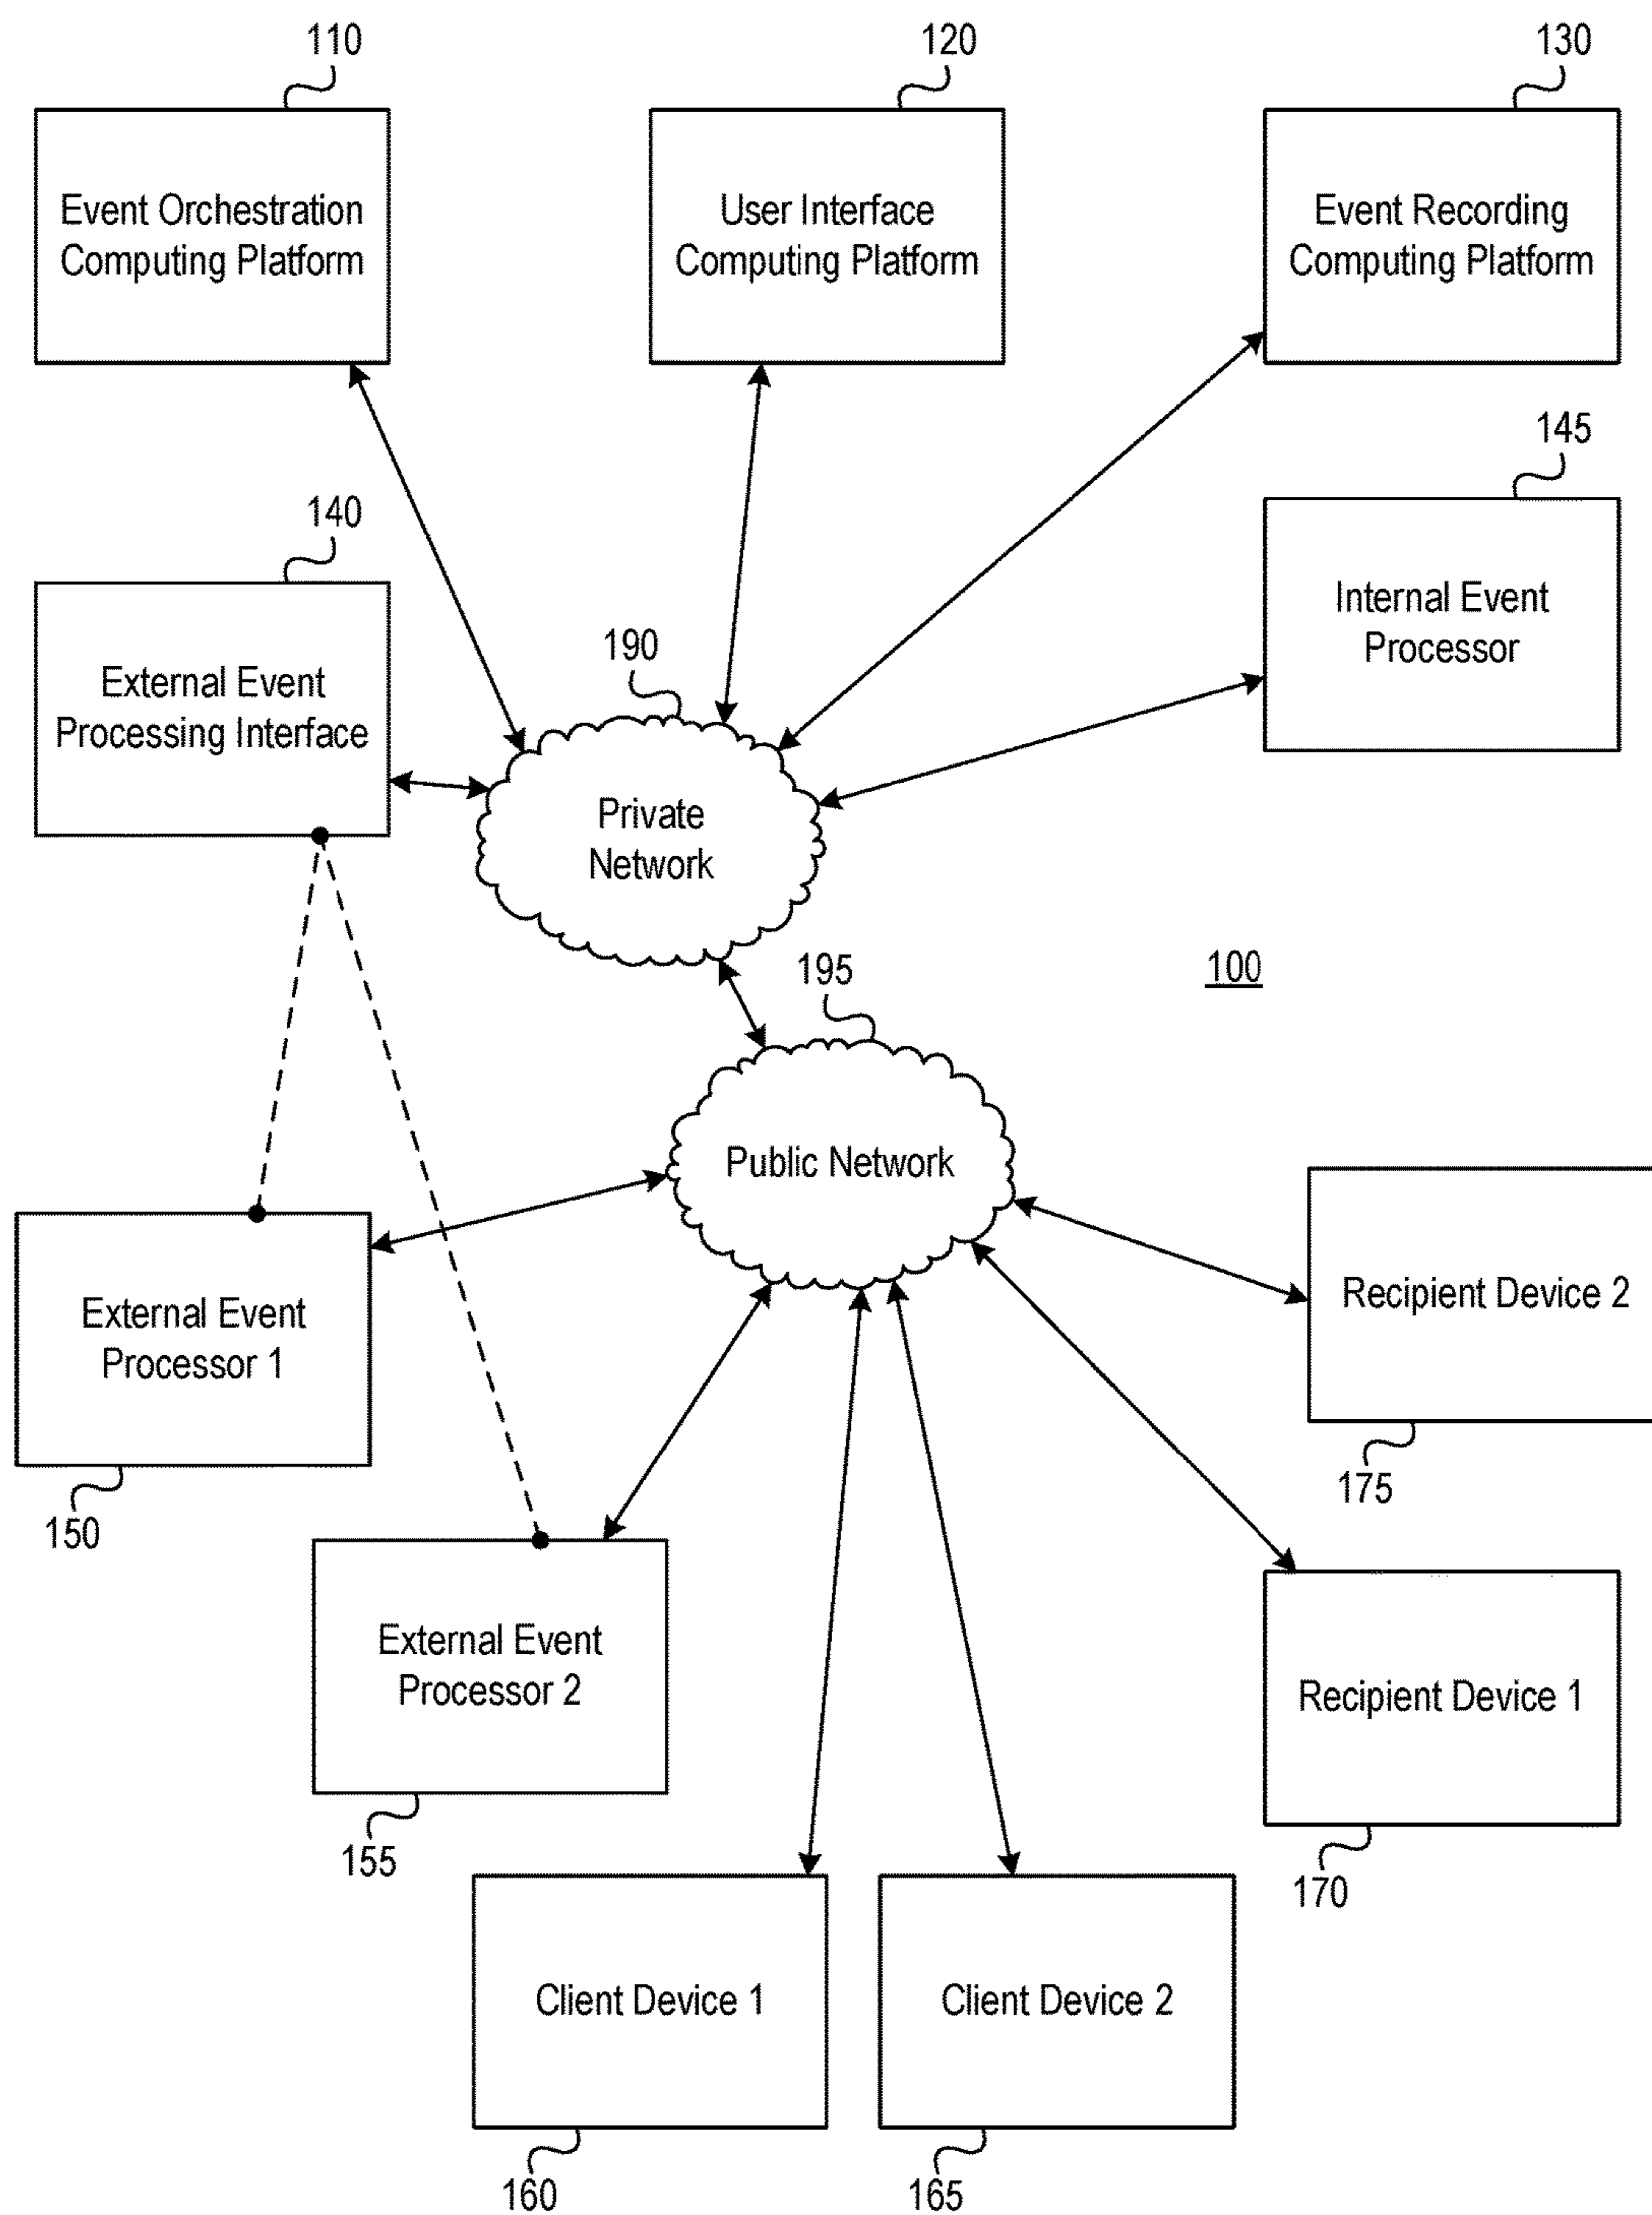 110
120
130
Event Orchestration
Computing Platform
User Interface
Computing Platform
Event Recording
Computing Platform
145
140
Internal Event
Processor
External Event
Processing Interface
190
Private
Network
195
100
Public Network
Recipient Device 2
175
External Event
Processor 1
150
External Event
Processor 2
155
Recipient Device 1
170
Client Device 1
160
Client Device 2
165